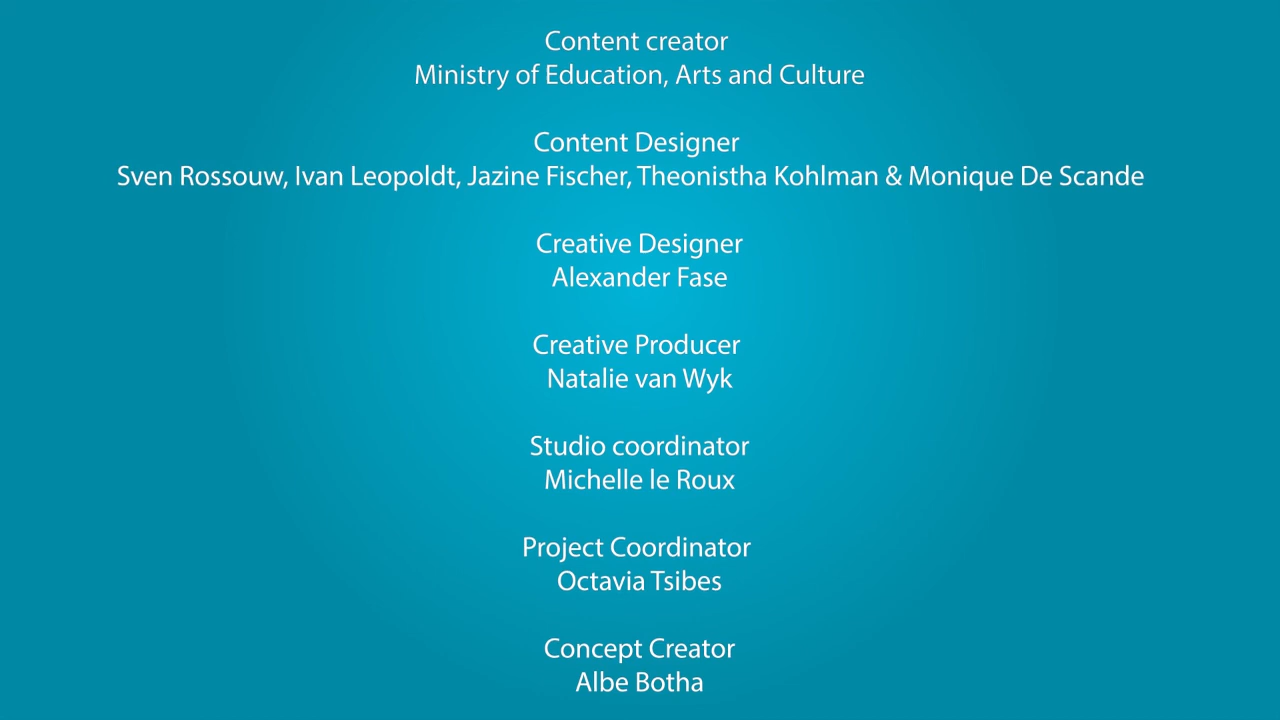 Content creator
Ministry of Education, Arts and Culture
Content Designer
Sven Rossouw, Ivan Leopoldt, Jazine Fischer, Theonistha Kohlman & Monique De Scande
Creative Designer
Alexander Fase
Creative Producer
Natalie van Wyk
Studio coordinator
Michelle le Roux
Project Coordinator
Octavia Tsibes
Concept Creator
Albe Botha